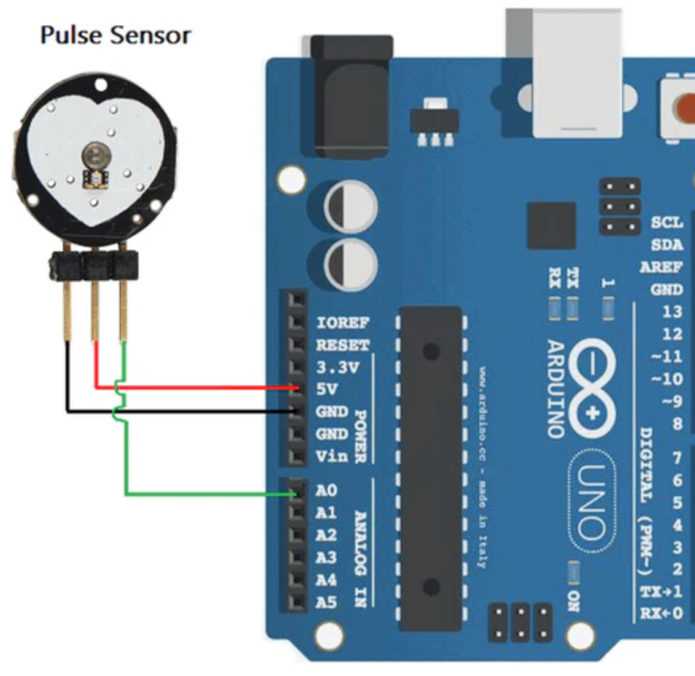 Pulse Sensor
IOREF
RESET
3.3V
5V
GND
GND
Vin
POWER
A0
A1
A2
A3
A4
A5
ANALOG IN
www.arduino.cc - made in Italy
RX
TX
1
ARDUINO
UNO
ON
SCL
SDA
AREF
GND
13
12
~11
~10
~9
8
7
6
5
4
3
2
TX→1
RX←0
DIGITAL (PWM~)